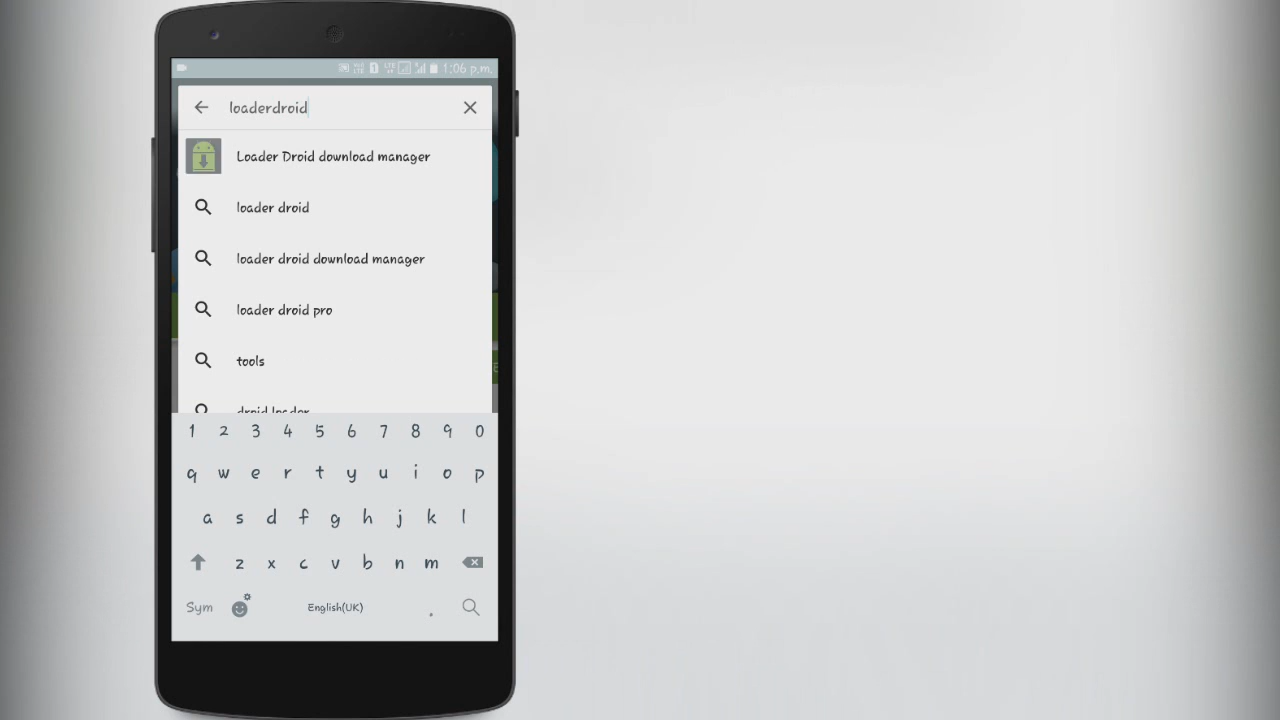 1:06 p.m.
loaderdroid
Loader Droid download manager
loader droid
loader droid download manager
loader droid pro
tools
droid loader
1 2 3 4 5 6 7 8 9 0
q w e r t y u i o p
a s d f g h j k l
z x c v b n m
Sym English(UK) .